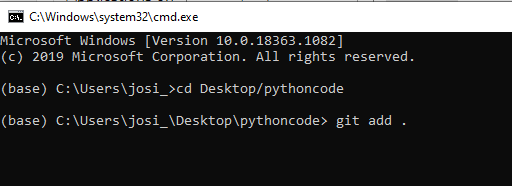 C:\Windows\system32\cmd.exe
Microsoft Windows [Version 10.0.18363.1082]
(c) 2019 Microsoft Corporation. All rights reserved.
(base) C:\Users\josi_>cd Desktop/pythoncode
(base) C:\Users\josi_\Desktop\pythoncode> git add .